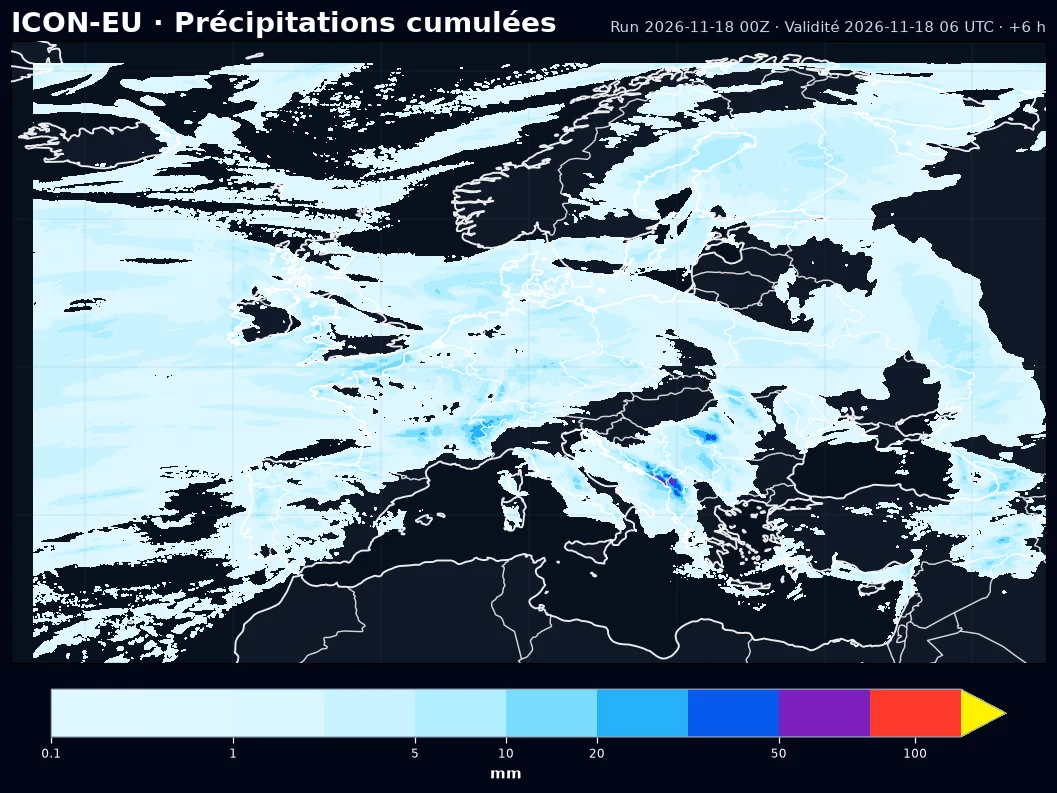 ICON-EU · Précipitations cumulées
Run 2026-11-18 00Z · Validité 2026-11-18 06 UTC · +6 h
0.1 1 5 10 20 50 100
mm